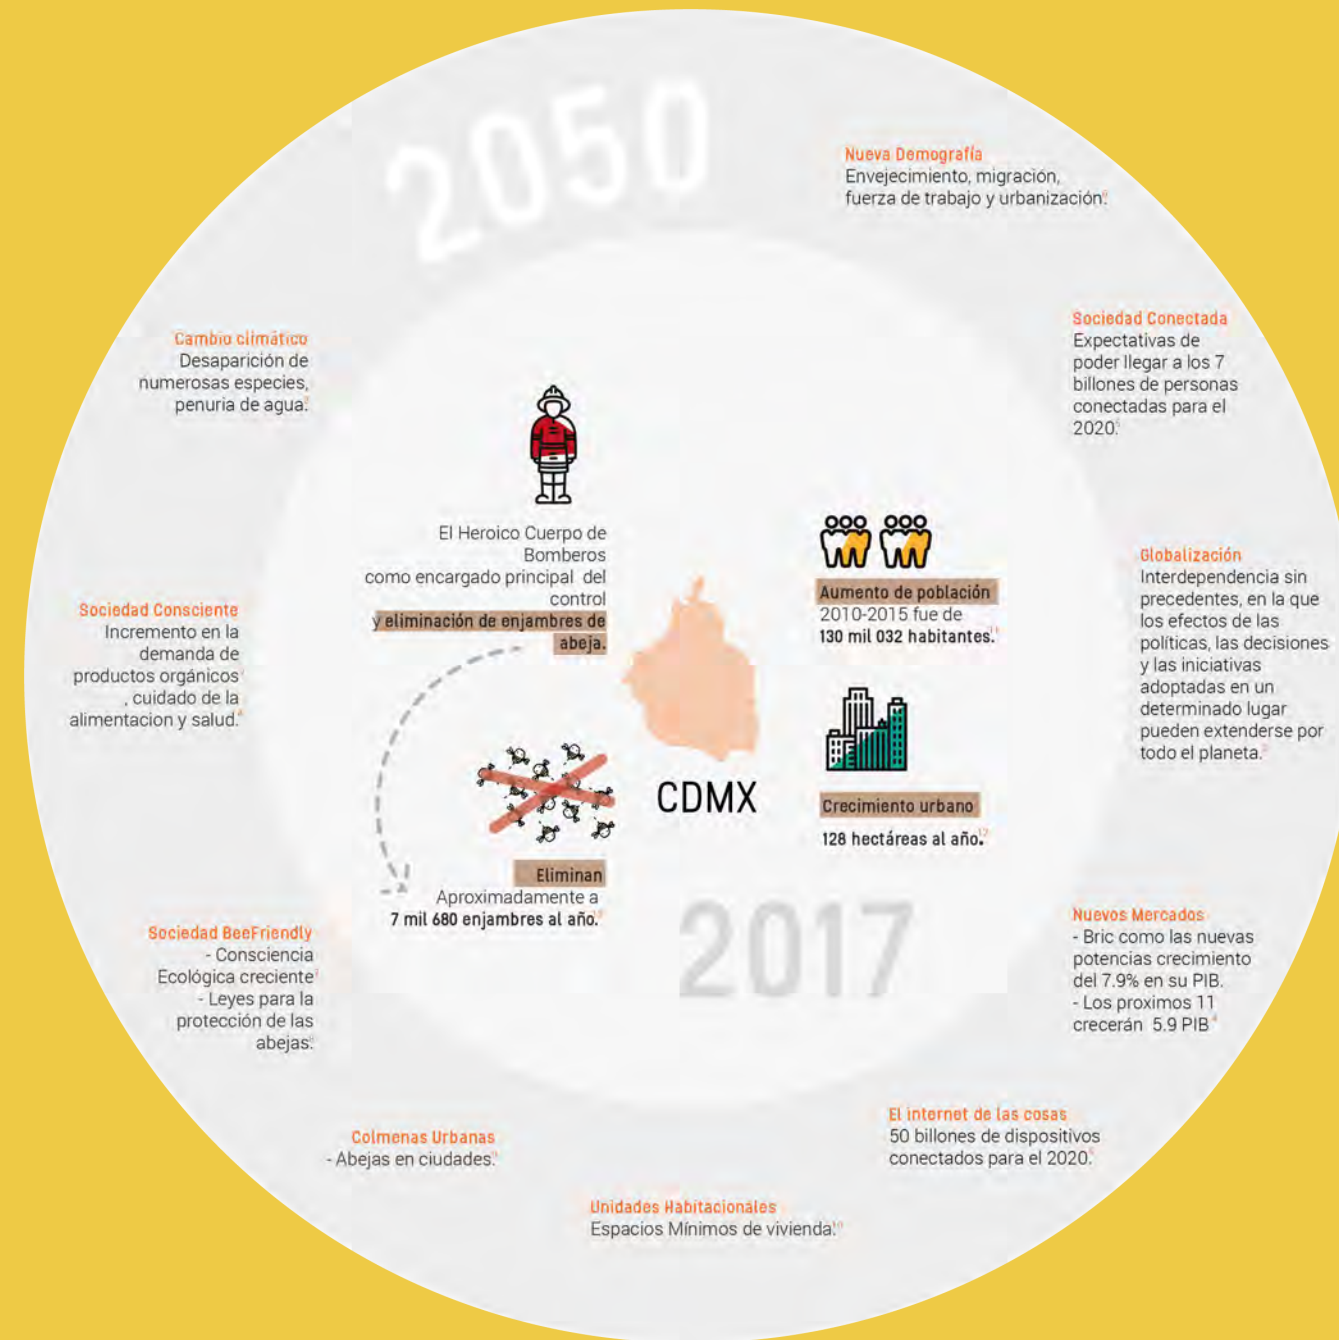 2050
Nueva Demografía
Envejecimiento, migración,
fuerza de trabajo y urbanización.
Sociedad Conectada
Expectativas de
poder llegar a los 7
billones de personas
conectadas para el
2020.
Globalización
Interdependencia sin
precedentes, en la que
los efectos de las
políticas, las decisiones
y las iniciativas
adoptadas en un
determinado lugar
pueden extenderse por
todo el planeta.
Nuevos Mercados
- Bric como las nuevas
potencias crecimiento
del 7.9% en su PIB.
- Los proximos 11
crecerán 5.9 PIB
El internet de las cosas
50 billones de dispositivos
conectados para el 2020.
Unidades Habitacionales
Espacios Mínimos de vivienda.10
Colmenas Urbanas
- Abejas en ciudades.
Sociedad BeeFriendly
- Consciencia
Ecológica creciente
- Leyes para la
protección de las
abejas.
Sociedad Consciente
Incremento en la
demanda de
productos orgánicos
, cuidado de la
alimentacion y salud.
Cambio climático
Desaparición de
numerosas especies,
penuria de agua.
El Heroico Cuerpo de
Bomberos
como encargado principal del
control
y eliminación de enjambres de
abeja.
Eliminan
Aproximadamente a
7 mil 680 enjambres al año.
CDMX
Aumento de población
2010-2015 fue de
130 mil 032 habitantes.
Crecimiento urbano
128 hectáreas al año.
2017